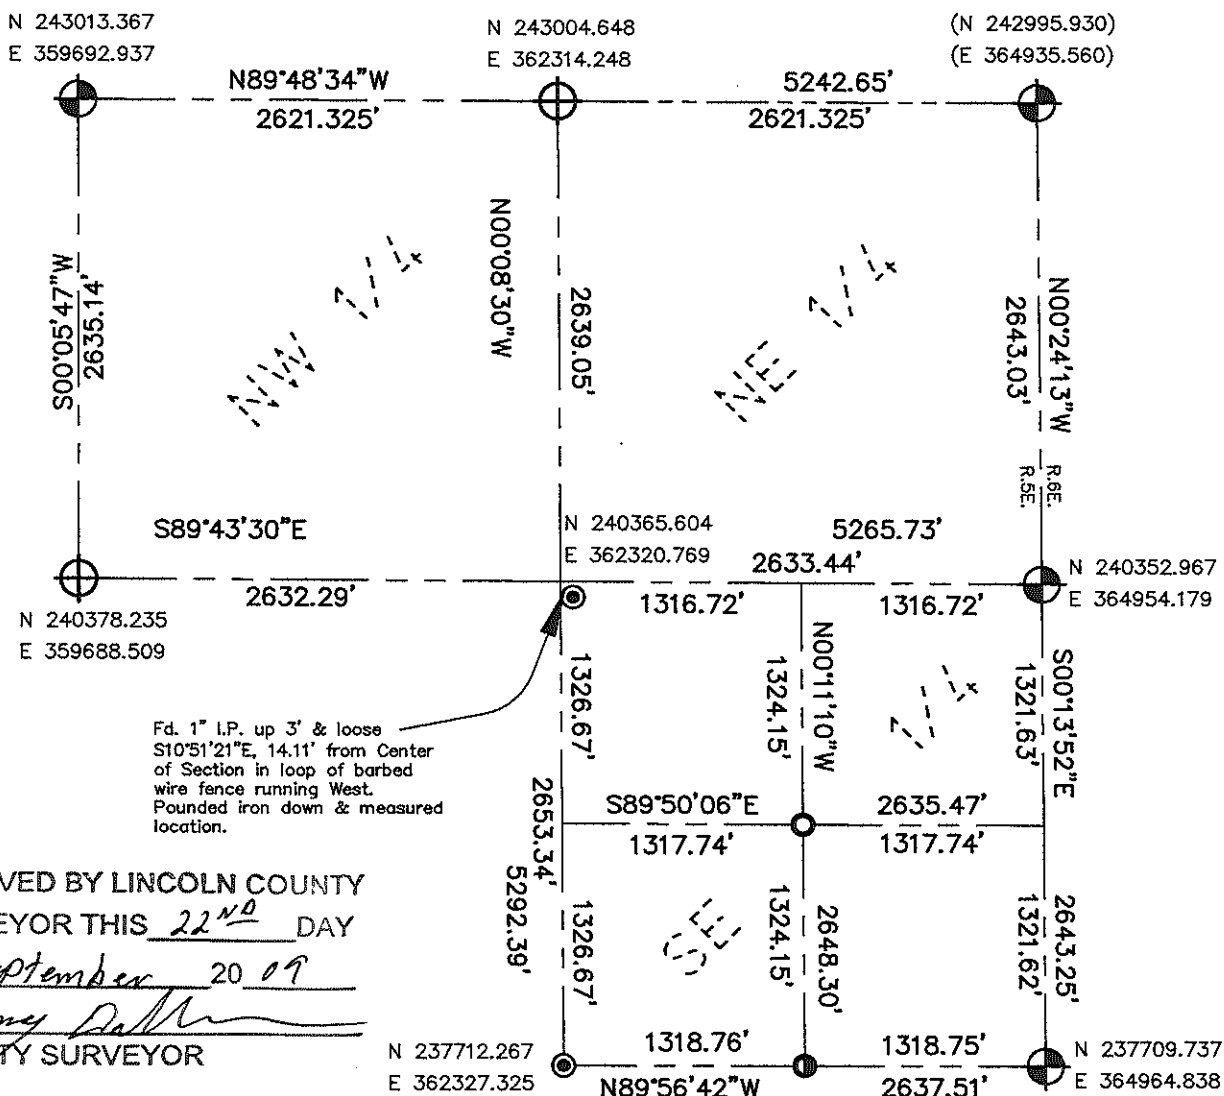 N 243013.367
E 359692.937
N 243004.648
E 362314.248
(N 242995.930)
(E 364935.560)
N89°48'34"W
2621.325'
5242.65'
2621.325'
S00°05'47"W
2635.14'
NW 1/4
N00°08'30"W
2639.05'
NE 1/4
N00°24'13"W
2643.03'
R.6E.
R.5E.
S89°43'30"E
2632.29'
N 240365.604
E 362320.769
5265.73'
2633.44'
1316.72'
1316.72'
N 240352.967
E 364954.179
N 240378.235
E 359688.509
Fd. 1" I.P. up 3' & loose
S10°51'21"E, 14.11' from Center
of Section in loop of barbed
wire fence running West.
Pounded iron down & measured
location.
1326.67'
N00°11'10"W
1324.15'
1/4
S00°13'52"E
1321.63'
S89°50'06"E
1317.74'
2635.47'
1317.74'
2653.34'
5292.39'
1326.67'
SE
1324.15'
2648.30'
2643.25'
1321.62'
VED BY LINCOLN COUNTY
EYOR THIS 22ND DAY
eptember 20 09
TY SURVEYOR
N 237712.267
E 362327.325
1318.76'
1318.75'
N89°56'42"W
2637.51'
N 237709.737
E 364964.838